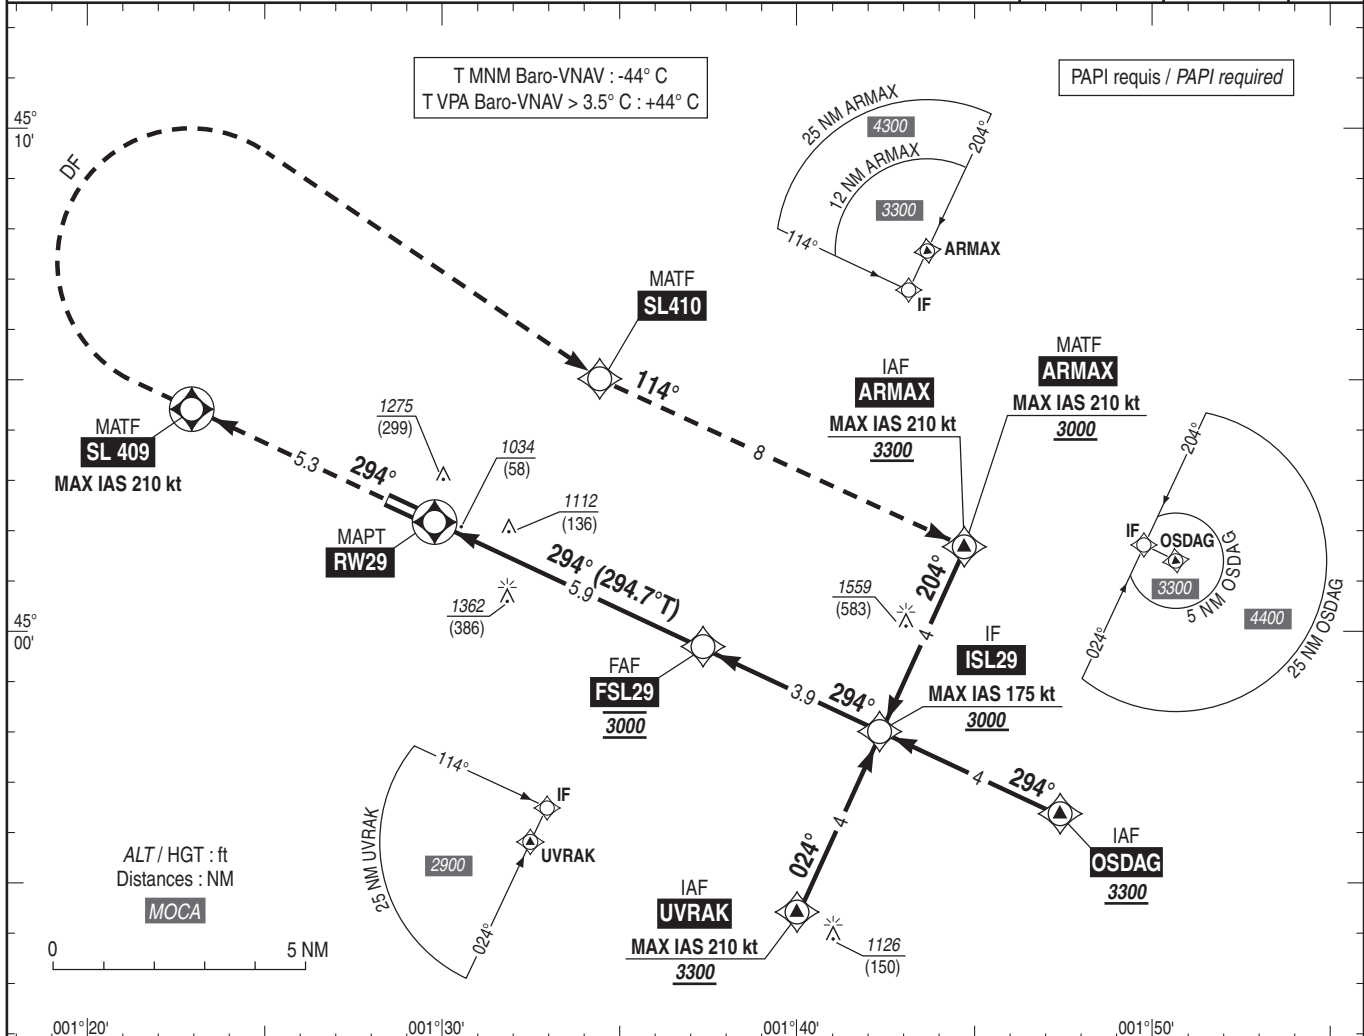 T MNM Baro-VNAV : -44° C
T VPA Baro-VNAV > 3.5° C : +44° C
PAPI requis / PAPI required
45°
10'
DF
25 NM ARMAX
4300
12 NM ARMAX
3300
204°
114°
ARMAX
IF
MATF
SL410
114°
8
IAF
ARMAX
MAX IAS 210 kt
3300
MATF
ARMAX
MAX IAS 210 kt
3000
MATF
SL 409
MAX IAS 210 kt
5.3
294°
1275
(299)
1034
(58)
1112
(136)
MAPT
RW29
1362
(386)
294° (294.7°T)
5.9
204°
4
1559
(583)
204°
IF
OSDAG
3300
5 NM OSDAG
4400
25 NM OSDAG
024°
45°
00'
FAF
FSL29
3000
3.9
294°
IF
ISL29
MAX IAS 175 kt
3000
4
294°
IAF
OSDAG
3300
114°
IF
UVRAK
2900
25 NM UVRAK
024°
024°
4
IAF
UVRAK
MAX IAS 210 kt
3300
1126
(150)
ALT / HGT : ft
Distances : NM
MOCA
0
5 NM
001°20'
001°30'
001°40'
001°50'